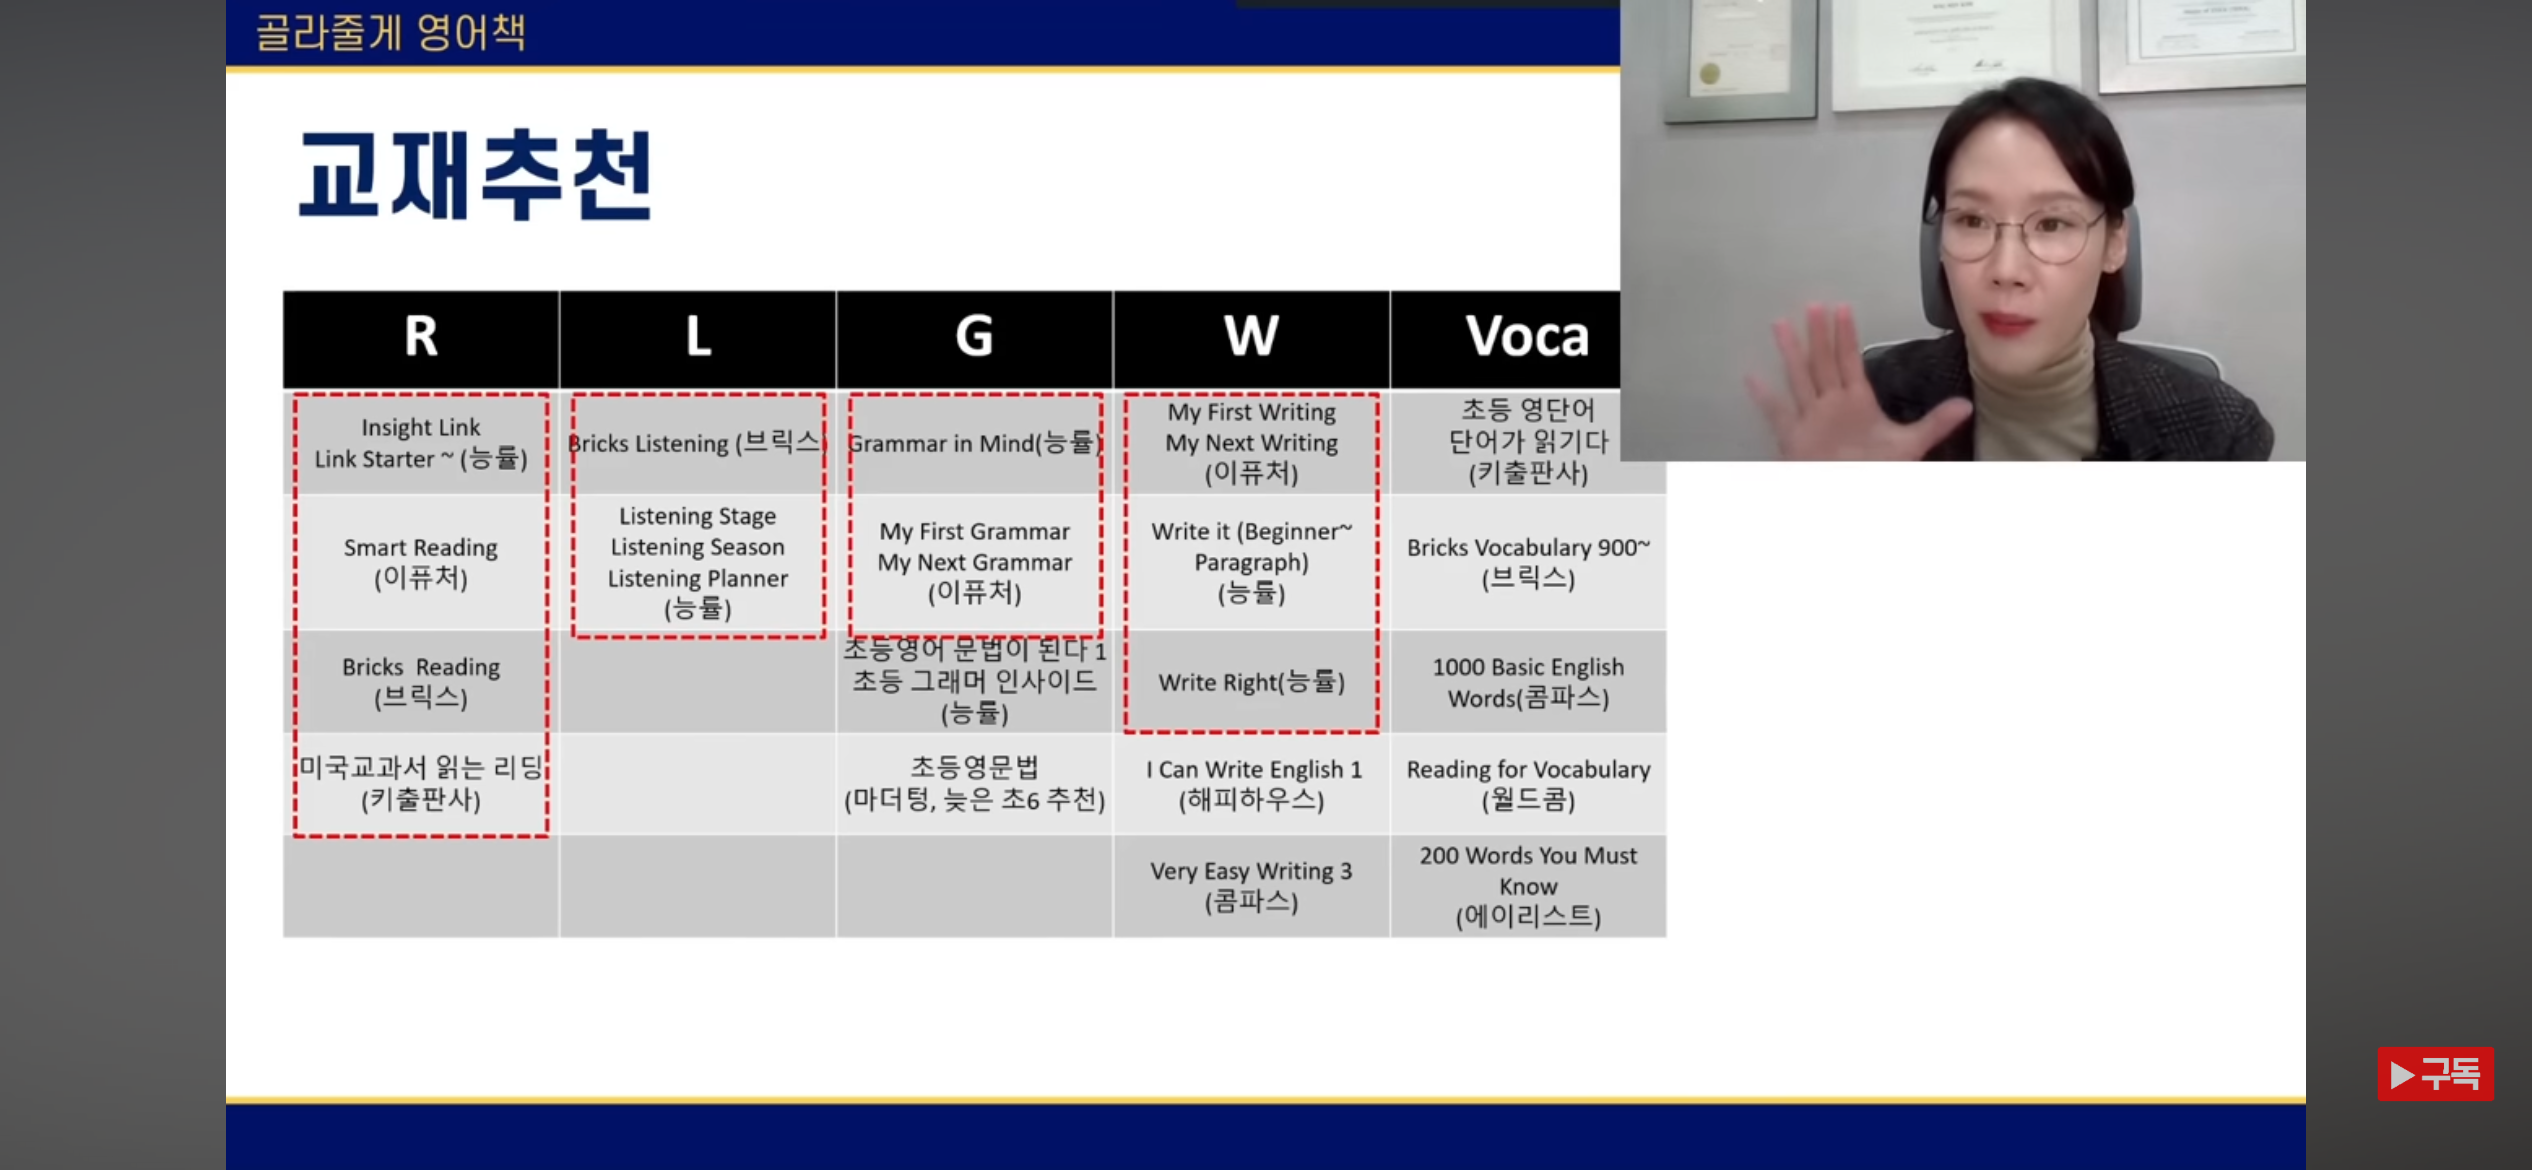 골라줄게 영어책
교재추천
R
L
G
W
Voca
Insight Link
Link Starter ~ (능률)
Bricks Listening (브릭스)
Grammar in Mind(능률)
My First Writing
My Next Writing
(이퓨처)
초등 영단어
단어가 읽기다
(키출판사)
Smart Reading
(이퓨처)
Listening Stage
Listening Season
Listening Planner
(능률)
My First Grammar
My Next Grammar
(이퓨처)
Write it (Beginner~
Paragraph)
(능률)
Bricks Vocabulary 900~
(브릭스)
Bricks  Reading
(브릭스)
초등영어 문법이 된다 1
초등 그래머 인사이드
(능률)
Write Right(능률)
1000 Basic English
Words(콤파스)
미국교과서 읽는 리딩
(키출판사)
초등영문법
(마더텅, 늦은 초6 추천)
I Can Write English 1
(해피하우스)
Reading for Vocabulary
(월드콤)
Very Easy Writing 3
(콤파스)
200 Words You Must
Know
(에이리스트)
구독